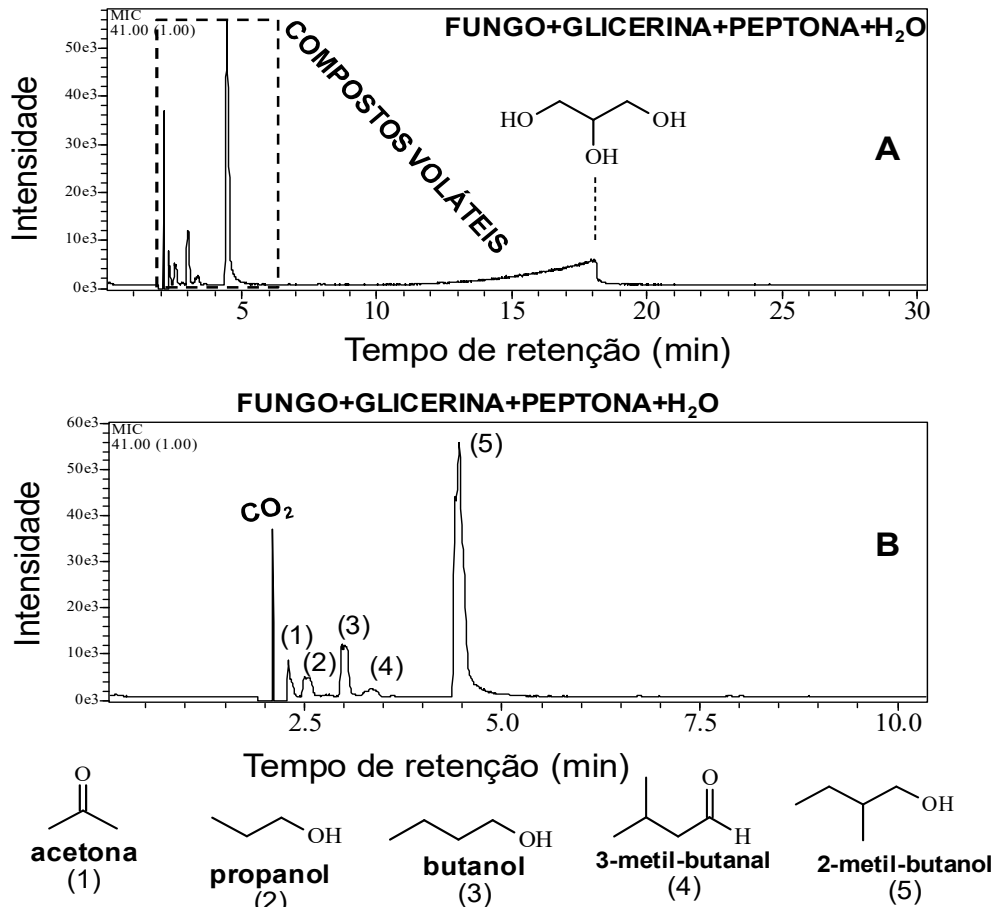 MIC
41.00 (1.00)
FUNGO+GLICERINA+PEPTONA+H₂O
COMPOSTOS VOLÁTEIS
A
HO
OH
OH
Intensidade
50e3
40e3
30e3
20e3
10e3
0e3
5
10
15
20
25
30
Tempo de retenção (min)
FUNGO+GLICERINA+PEPTONA+H₂O
MIC
41.00 (1.00)
CO₂
(1)
(2)
(3)
(4)
(5)
B
Intensidade
60e3
50e3
40e3
30e3
20e3
10e3
0e3
2.5
5.0
7.5
10.0
Tempo de retenção (min)
O
acetona
(1)
OH
propanol
(2)
OH
butanol
(3)
O
H
3-metil-butanal
(4)
OH
2-metil-butanol
(5)